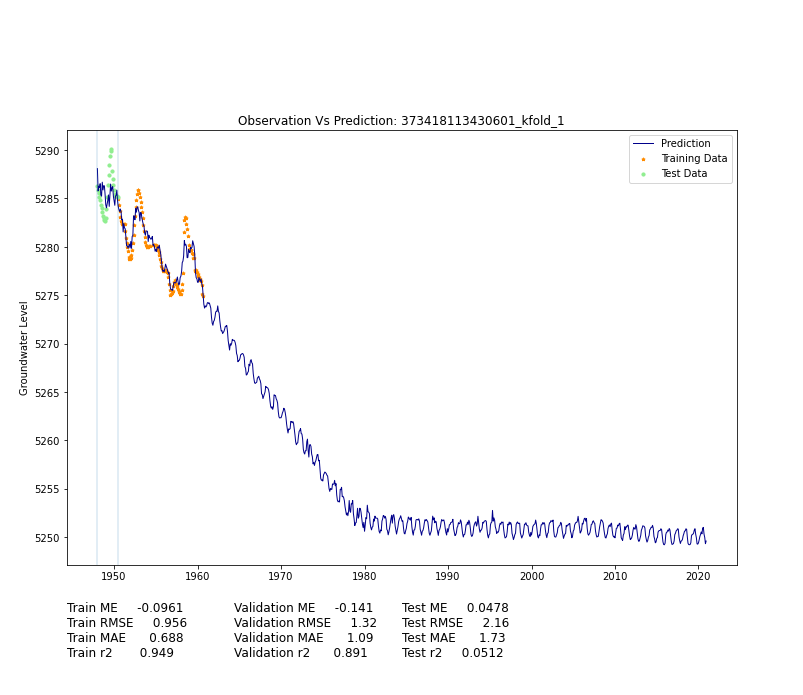 Observation Vs Prediction: 373418113430601_kfold_1
Prediction
Training Data
Test Data
5290
5285
5280
5275
5270
5265
5260
5255
5250
Groundwater Level
1950 1960 1970 1980 1990 2000 2010 2020
Train ME -0.0961 Validation ME -0.141 Test ME 0.0478
Train RMSE 0.956 Validation RMSE 1.32 Test RMSE 2.16
Train MAE 0.688 Validation MAE 1.09 Test MAE 1.73
Train r2 0.949 Validation r2 0.891 Test r2 0.0512